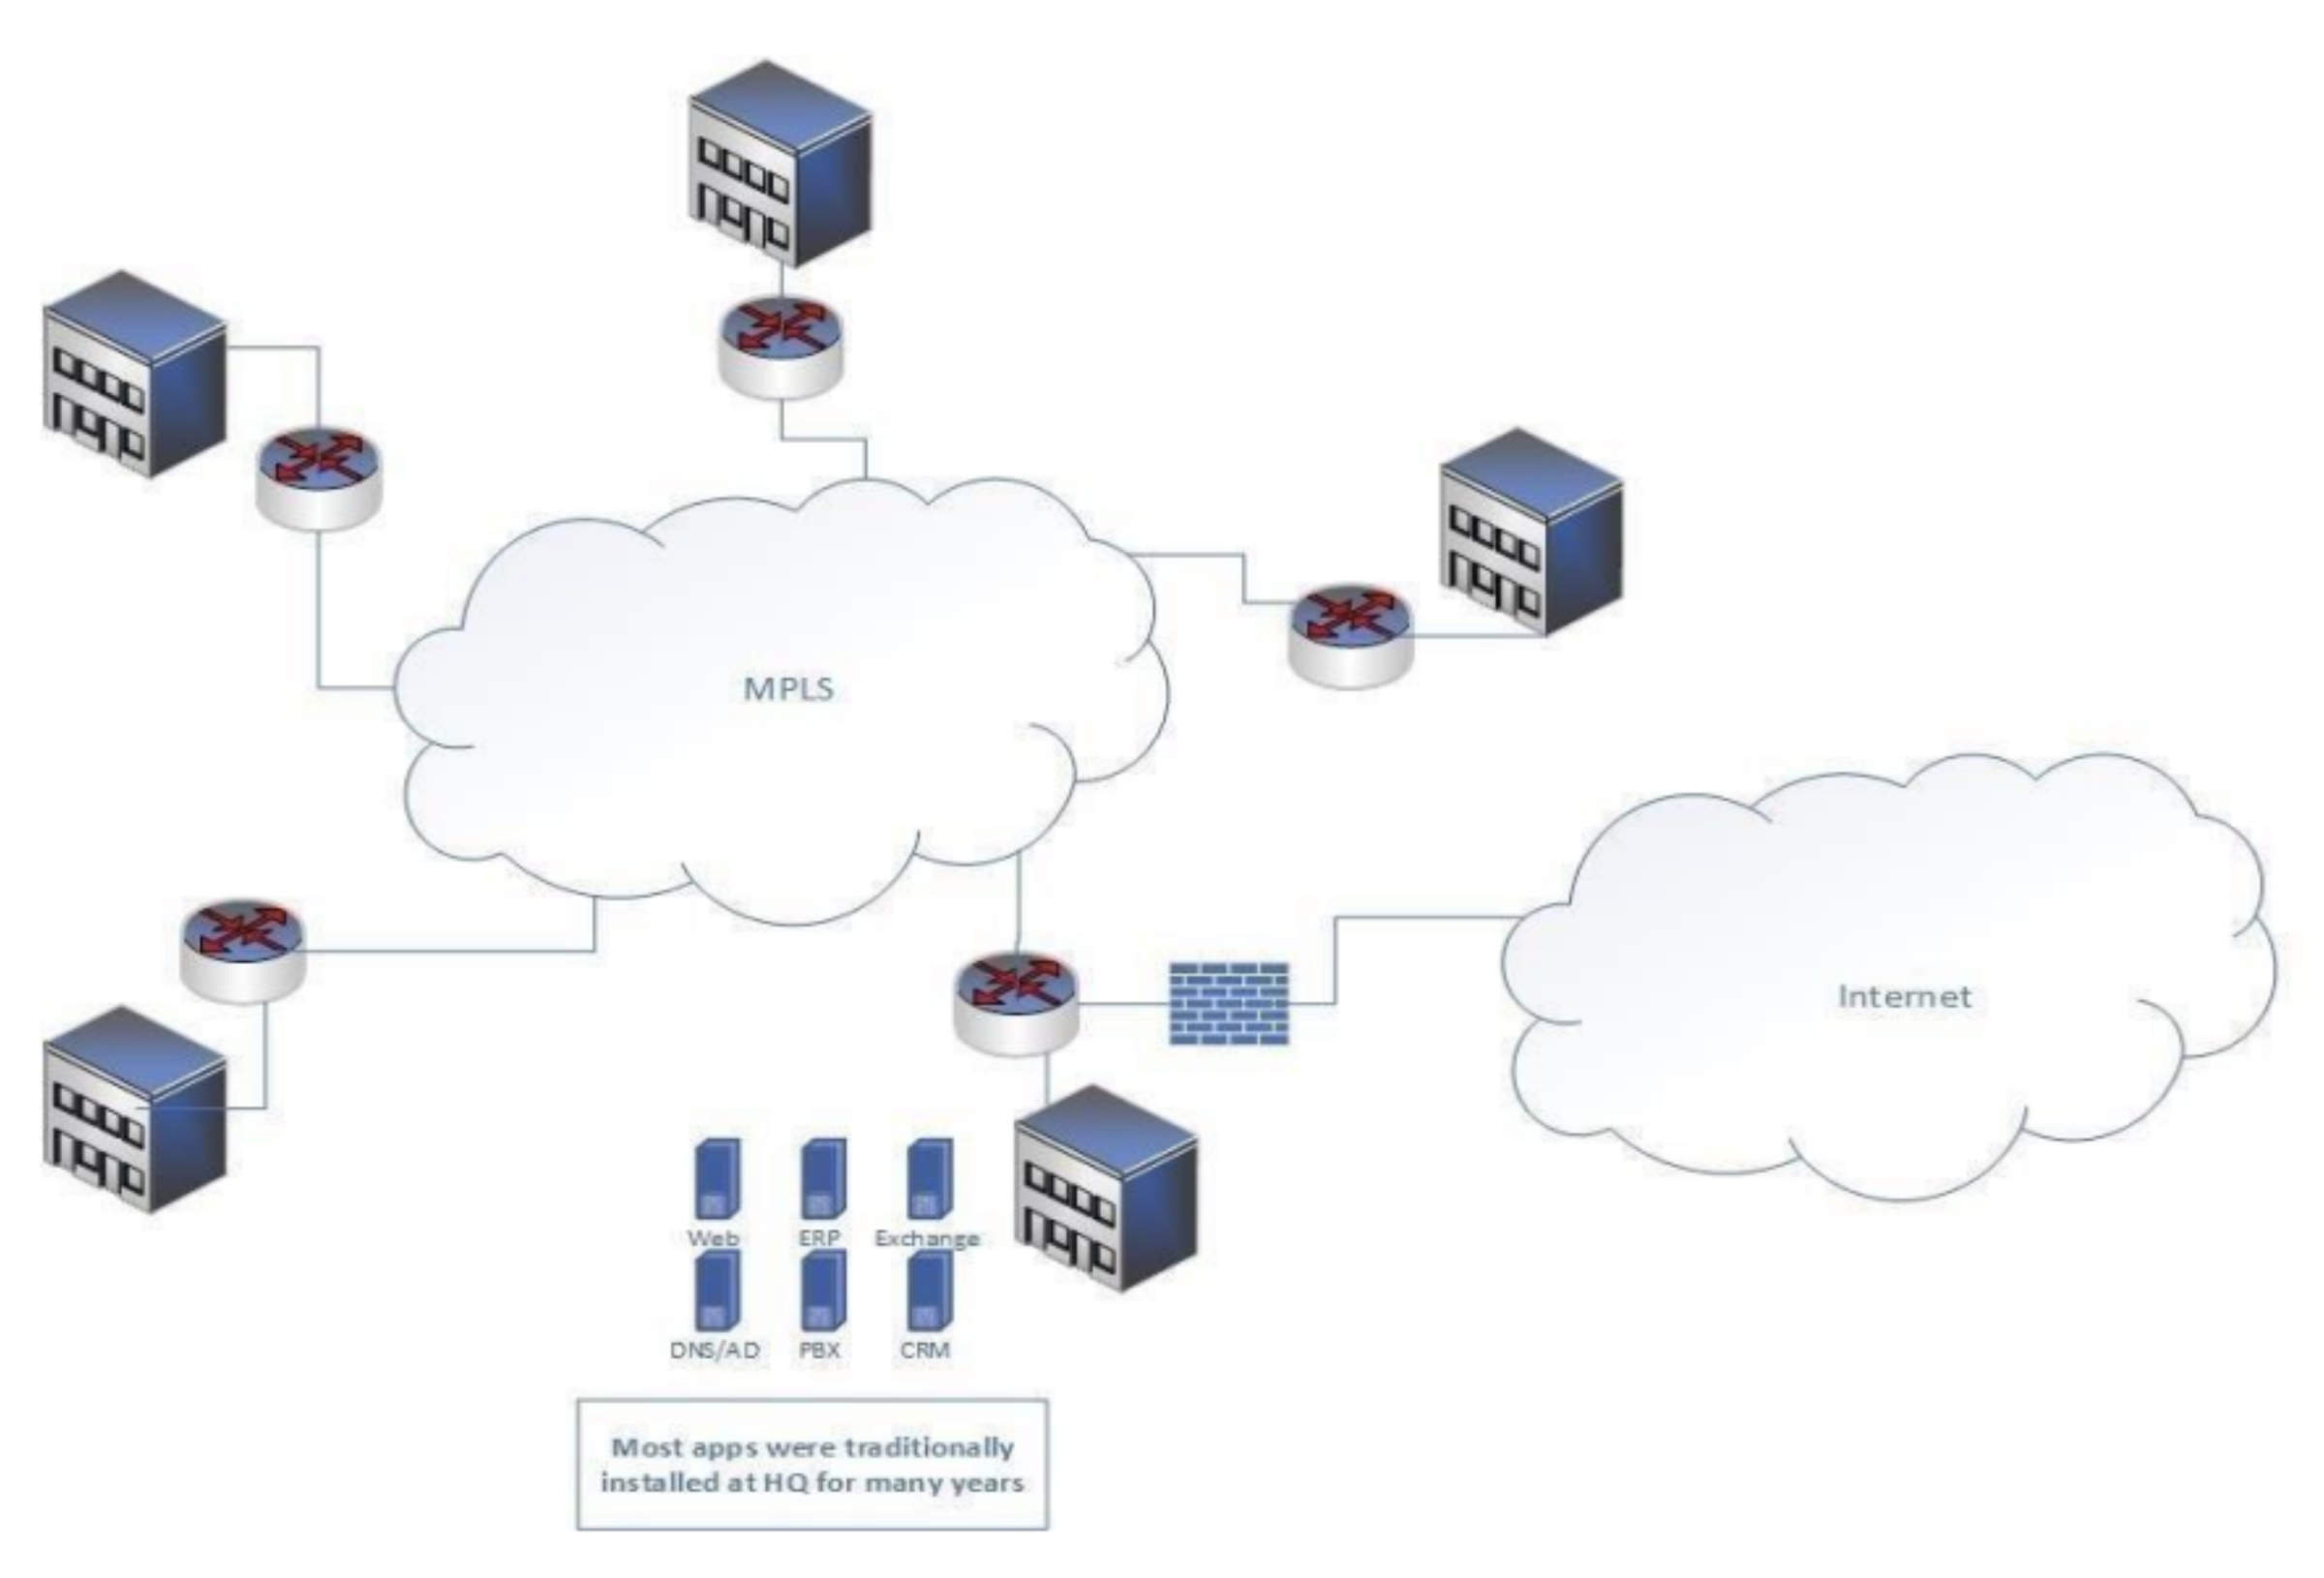 MPLS
Internet
Web
ERP
Exchange
DNS/AD
PBX
CRM
Most apps were traditionally
installed at HQ for many years